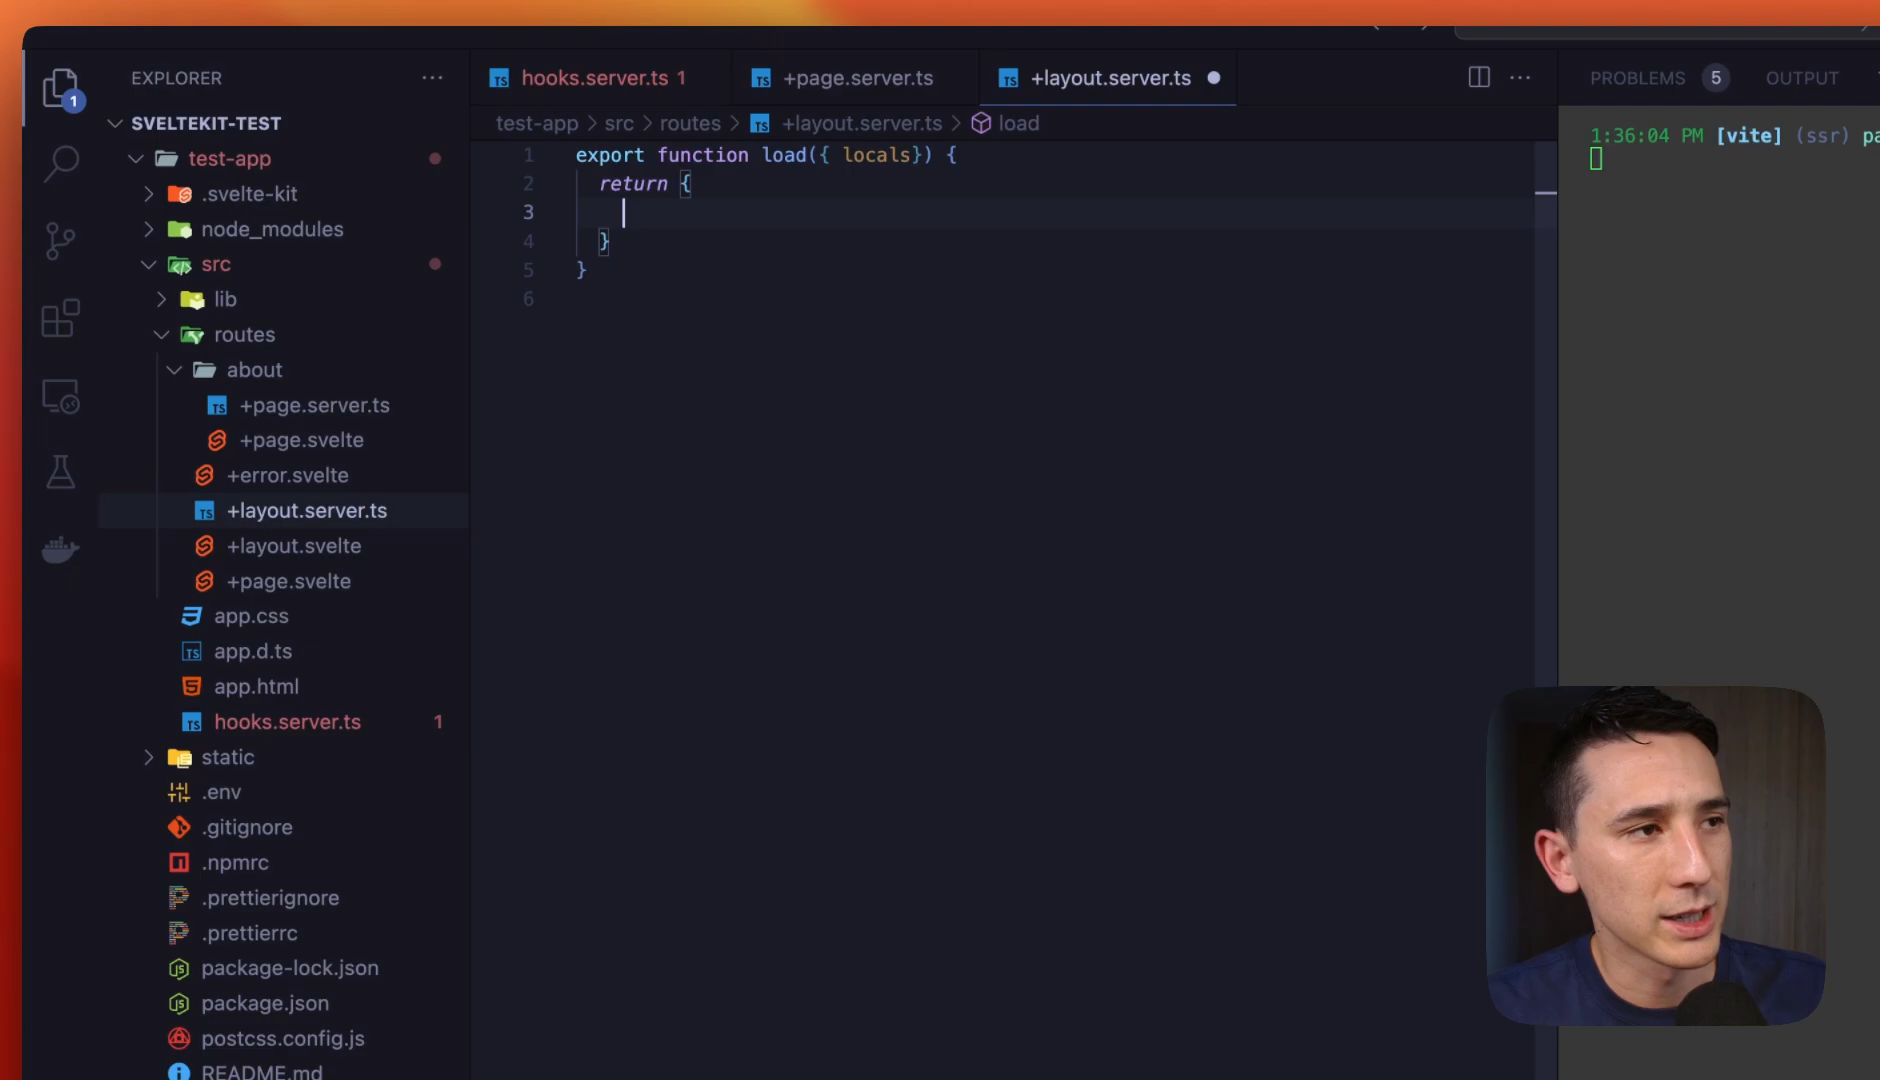 EXPLORER
1
SVELTEKIT-TEST
test-app
.svelte-kit
node_modules
src
lib
routes
about
+page.server.ts
+page.svelte
+error.svelte
+layout.server.ts
+layout.svelte
+page.svelte
app.css
app.d.ts
app.html
hooks.server.ts 1
static
.env
.gitignore
.npmrc
.prettierignore
.prettierrc
package-lock.json
package.json
postcss.config.js
README.md
hooks.server.ts 1
+page.server.ts
+layout.server.ts
test-app > src > routes > +layout.server.ts > load
1 export function load({ locals}) {
2 return {
3
4 }
5 }
6
PROBLEMS 5 OUTPUT
1:36:04 PM [vite] (ssr) pa